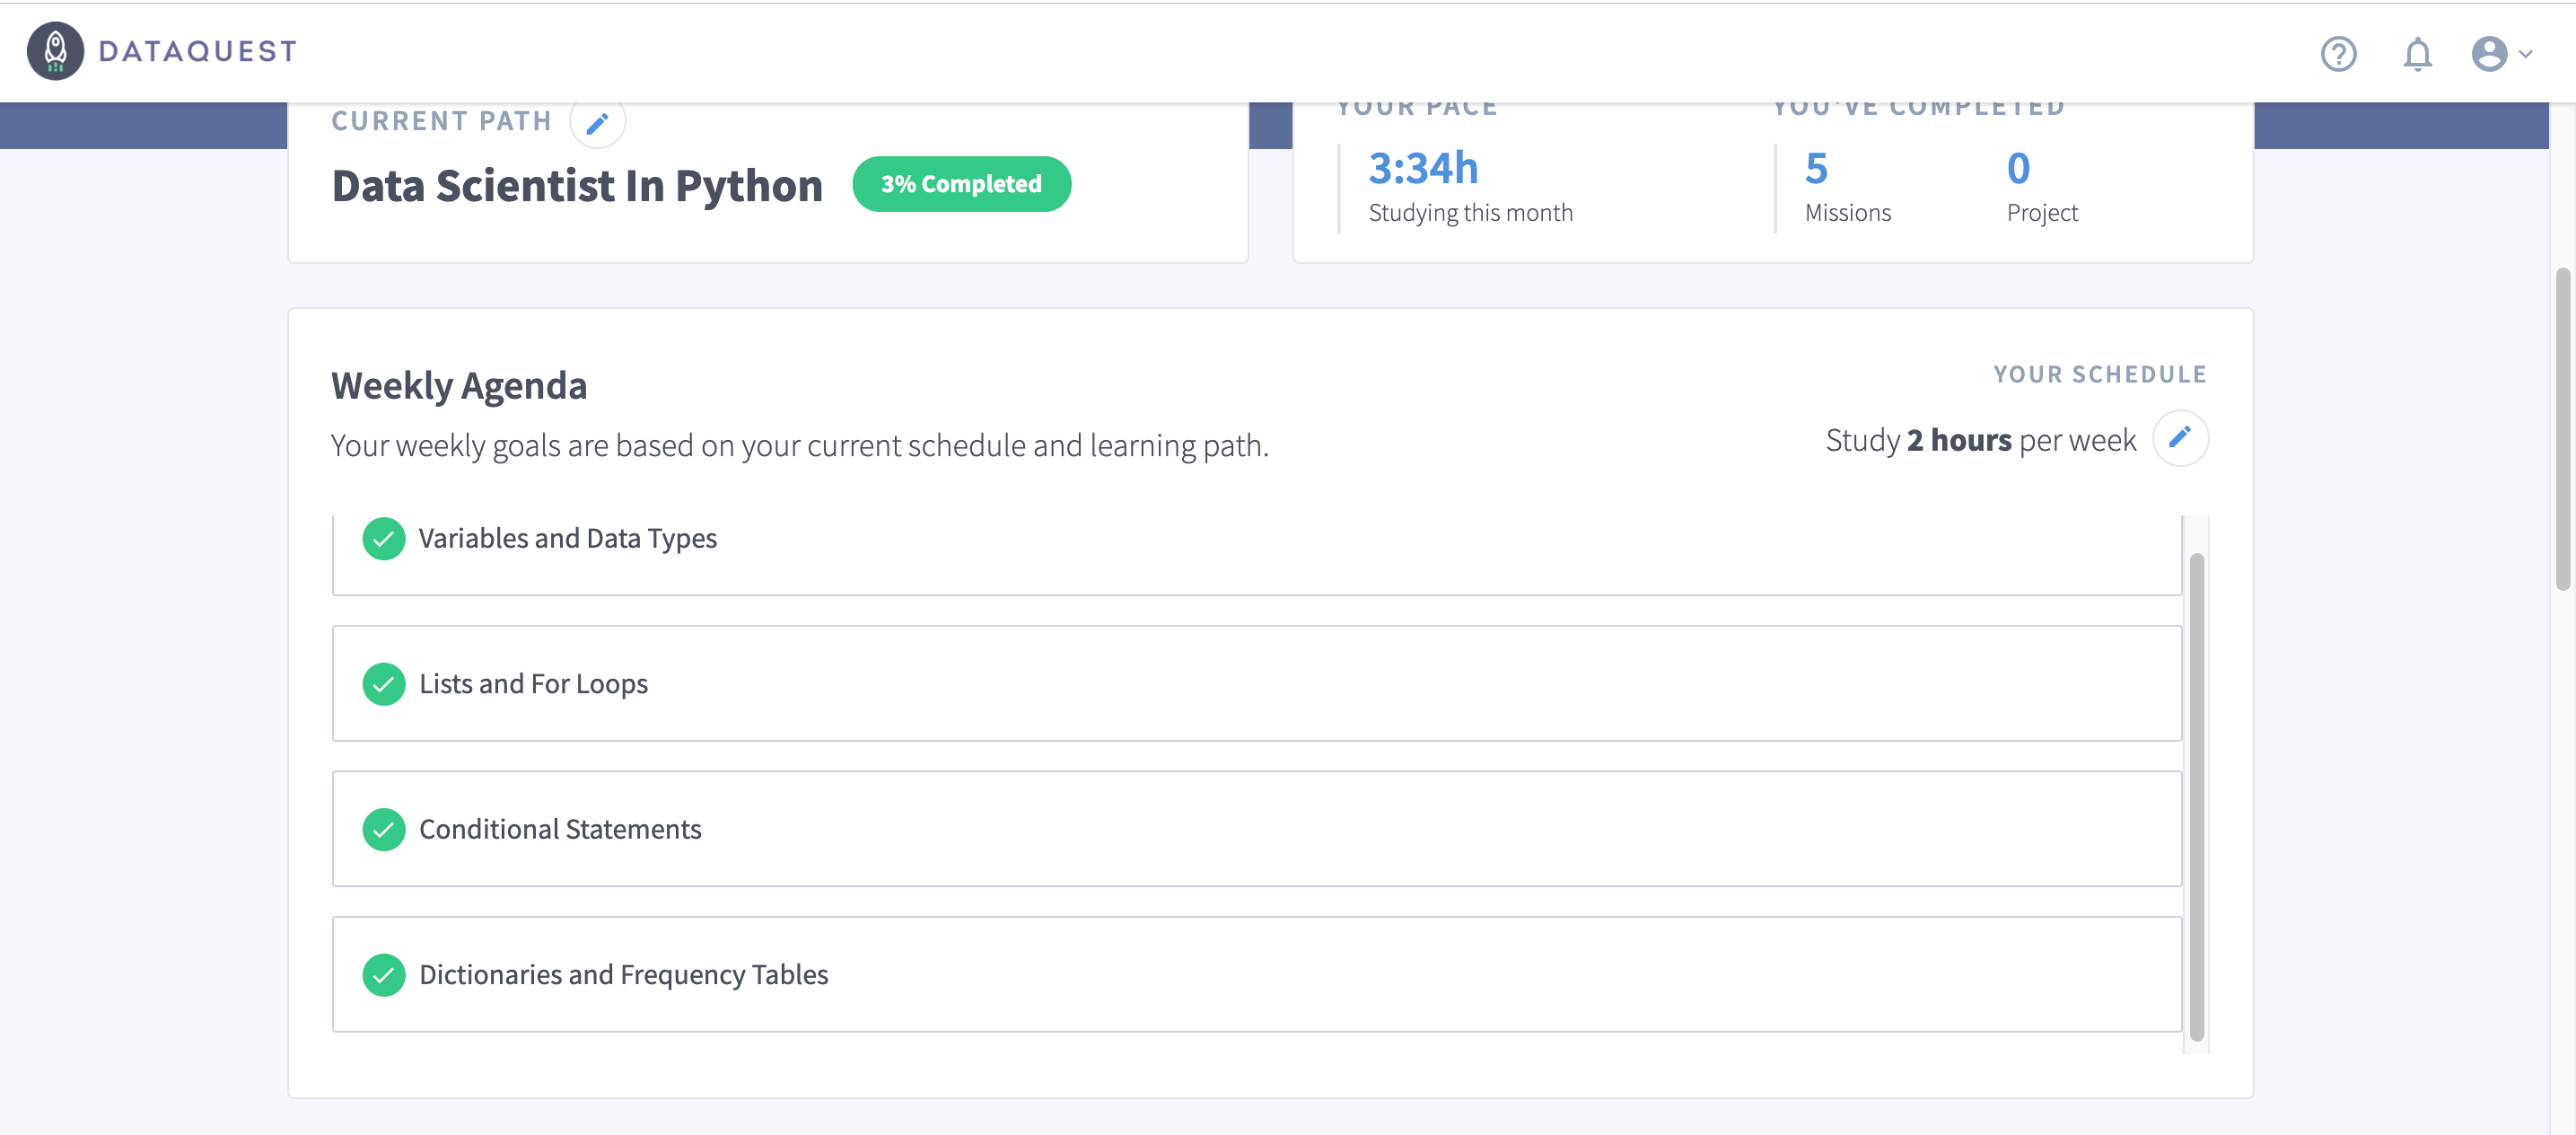 DATAQUEST
CURRENT PATH
Data Scientist In Python
3% Completed
YOUR PACE
3:34h
Studying this month
YOU'VE COMPLETED
5
Missions
0
Project
Weekly Agenda
Your weekly goals are based on your current schedule and learning path.
YOUR SCHEDULE
Study 2 hours per week
Variables and Data Types
Lists and For Loops
Conditional Statements
Dictionaries and Frequency Tables